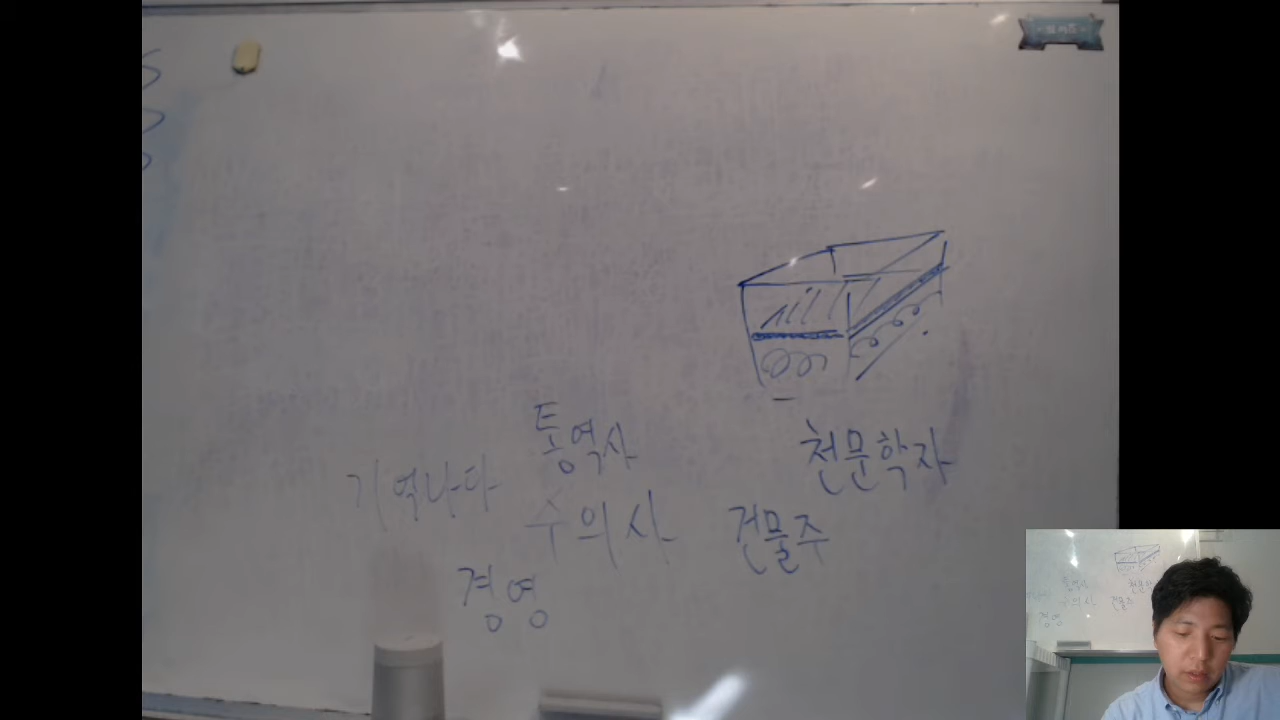 통역사
천문학자
기억나다
수의사
건물주
경영